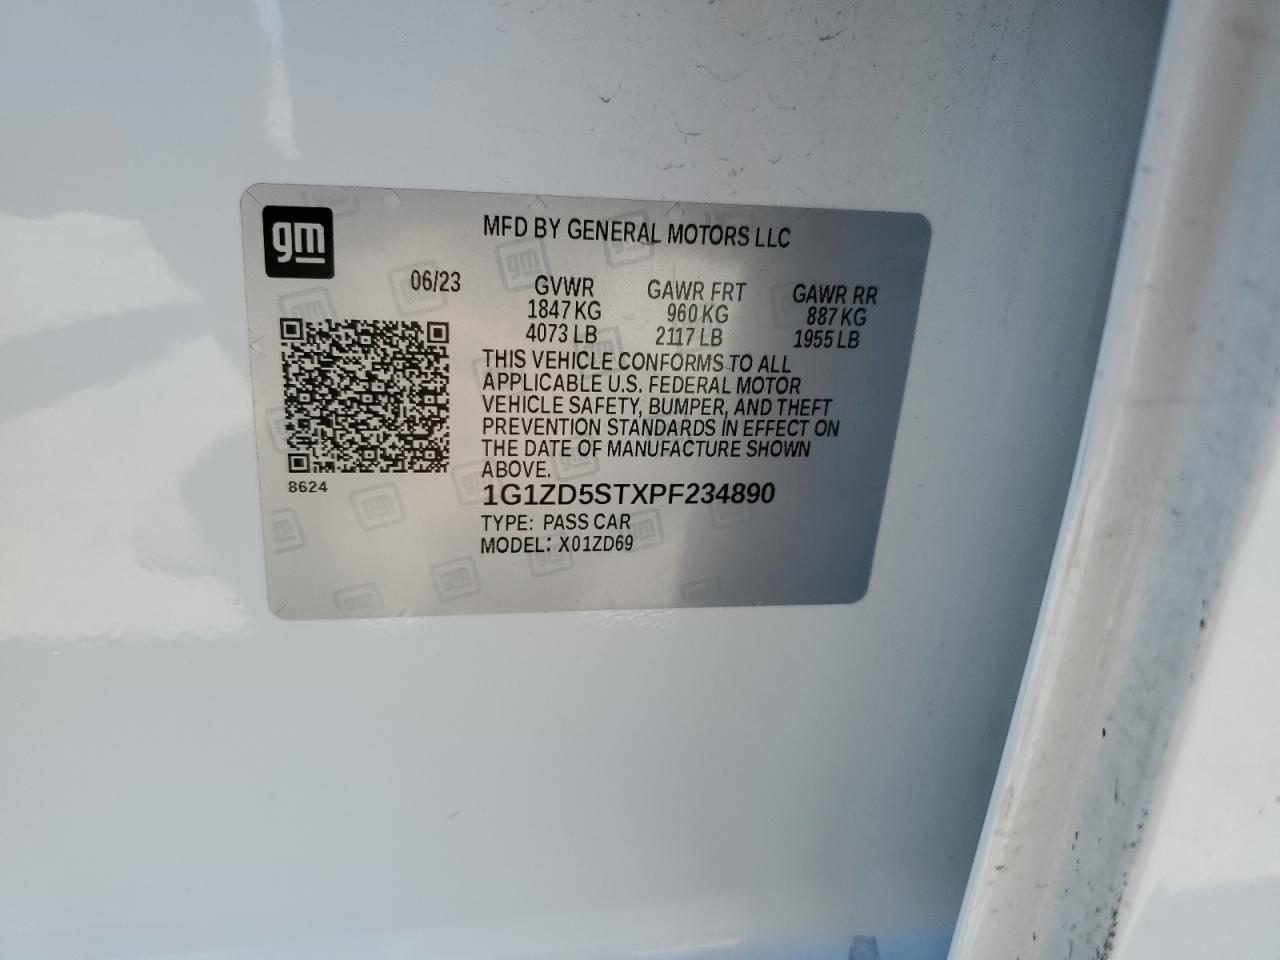 gm
MFD BY GENERAL MOTORS LLC
06/23 GVWR GAWR FRT GAWR RR
1847 KG 960 KG 887 KG
4073 LB 2117 LB 1955 LB
THIS VEHICLE CONFORMS TO ALL
APPLICABLE U.S. FEDERAL MOTOR
VEHICLE SAFETY, BUMPER, AND THEFT
PREVENTION STANDARDS IN EFFECT ON
THE DATE OF MANUFACTURE SHOWN
ABOVE.
8624
1G1ZD5STXPF234890
TYPE: PASS CAR
MODEL: X01ZD69